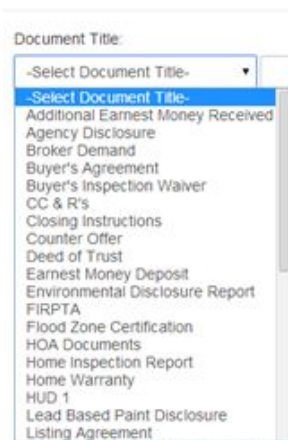 Document Title:
-Select Document Title-
-Select Document Title-
Additional Earnest Money Received
Agency Disclosure
Broker Demand
Buyer's Agreement
Buyer's Inspection Waiver
CC & R's
Closing Instructions
Counter Offer
Deed of Trust
Earnest Money Deposit
Environmental Disclosure Report
FIRPTA
Flood Zone Certification
HOA Documents
Home Inspection Report
Home Warranty
HUD 1
Lead Based Paint Disclosure
Listing Agreement